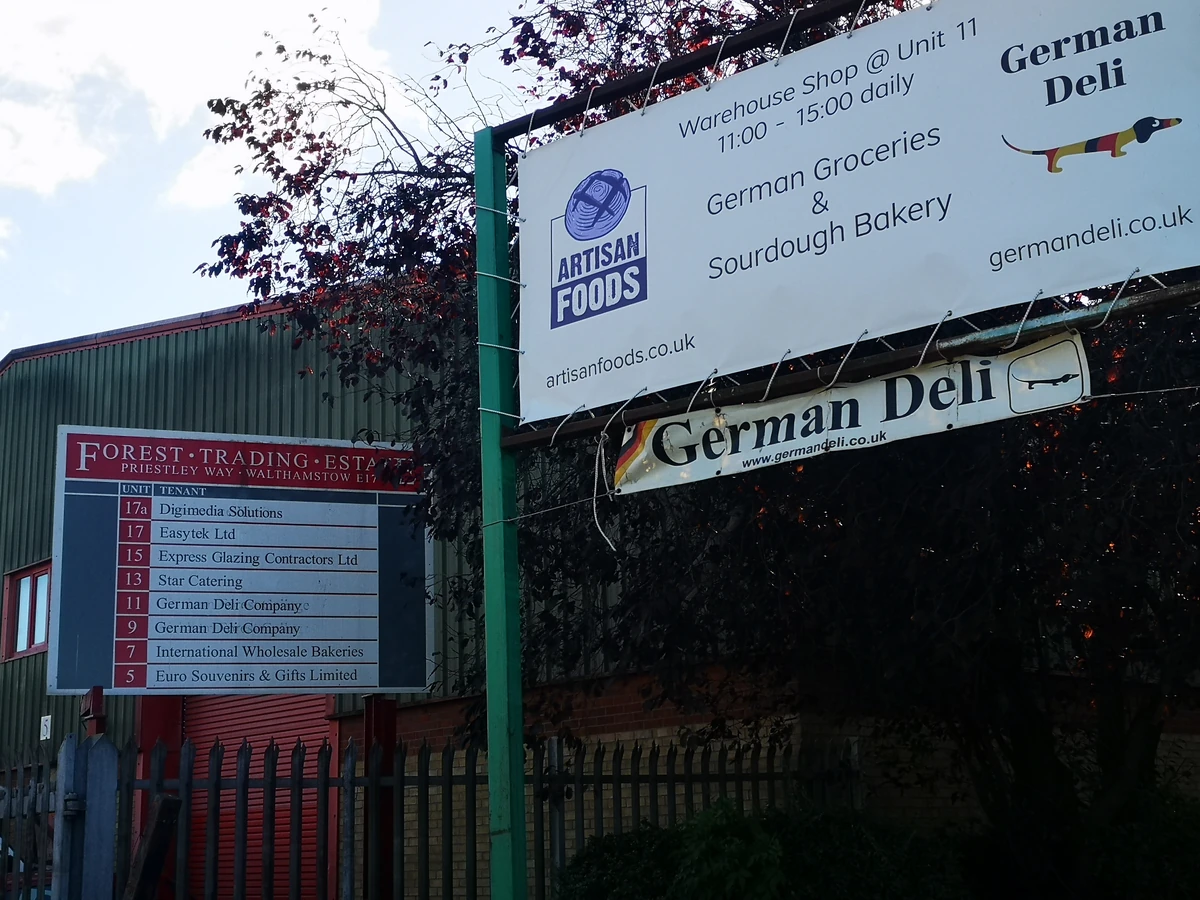 Warehouse Shop @ Unit 11
11:00 - 15:00 daily
German Groceries
&
Sourdough Bakery
ARTISAN
FOODS
artisanfoods.co.uk
German
Deli
germandeli.co.uk
German Deli
www.germandeli.co.uk
FOREST · TRADING · ESTA
PRIESTLEY WAY · WALTHAMSTOW E17
UNIT TENANT
17a Digimedia Solutions
17 Easytek Ltd
15 Express Glazing Contractors Ltd
13 Star Catering
11 German Deli Company
9 German Deli Company
7 International Wholesale Bakeries
5 Euro Souvenirs & Gifts Limited
5